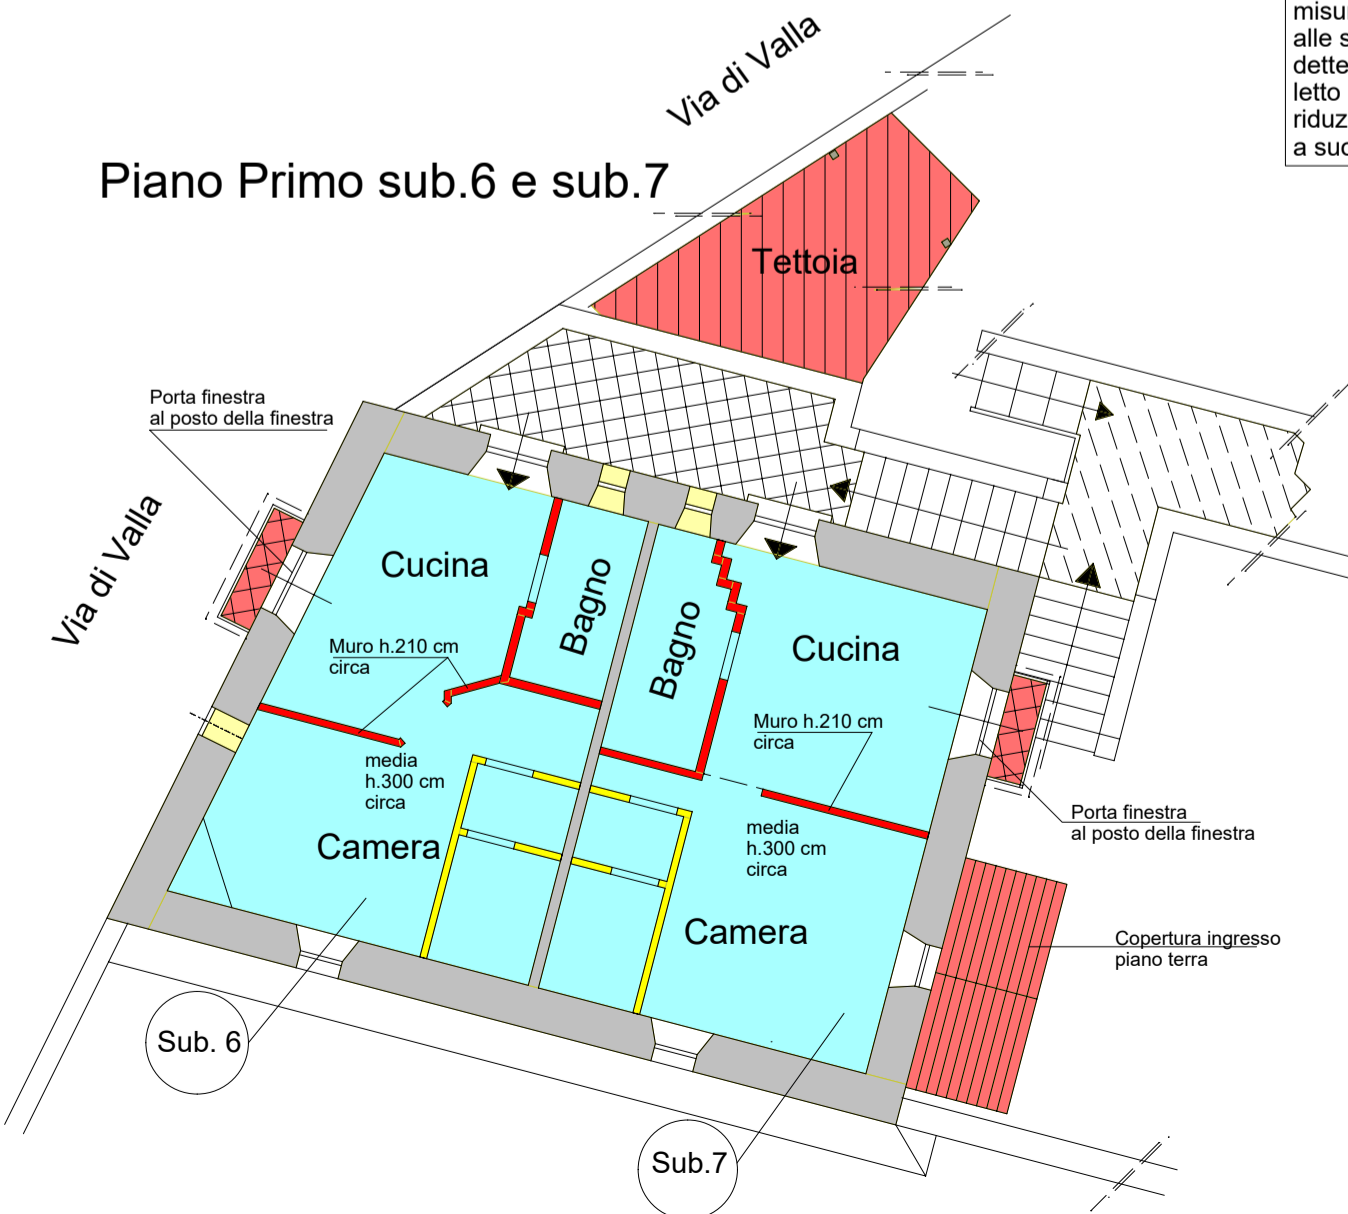 misu
alle s
dette
letto
riduz
a suc
Via di Valla
Piano Primo sub.6 e sub.7
Tettoia
Porta finestra
al posto della finestra
Via di Valla
Cucina
Bagno
Bagno
Cucina
Muro h.210 cm
circa
Muro h.210 cm
circa
media
h.300 cm
circa
media
h.300 cm
circa
Camera
Camera
Porta finestra
al posto della finestra
Copertura ingresso
piano terra
Sub. 6
Sub.7